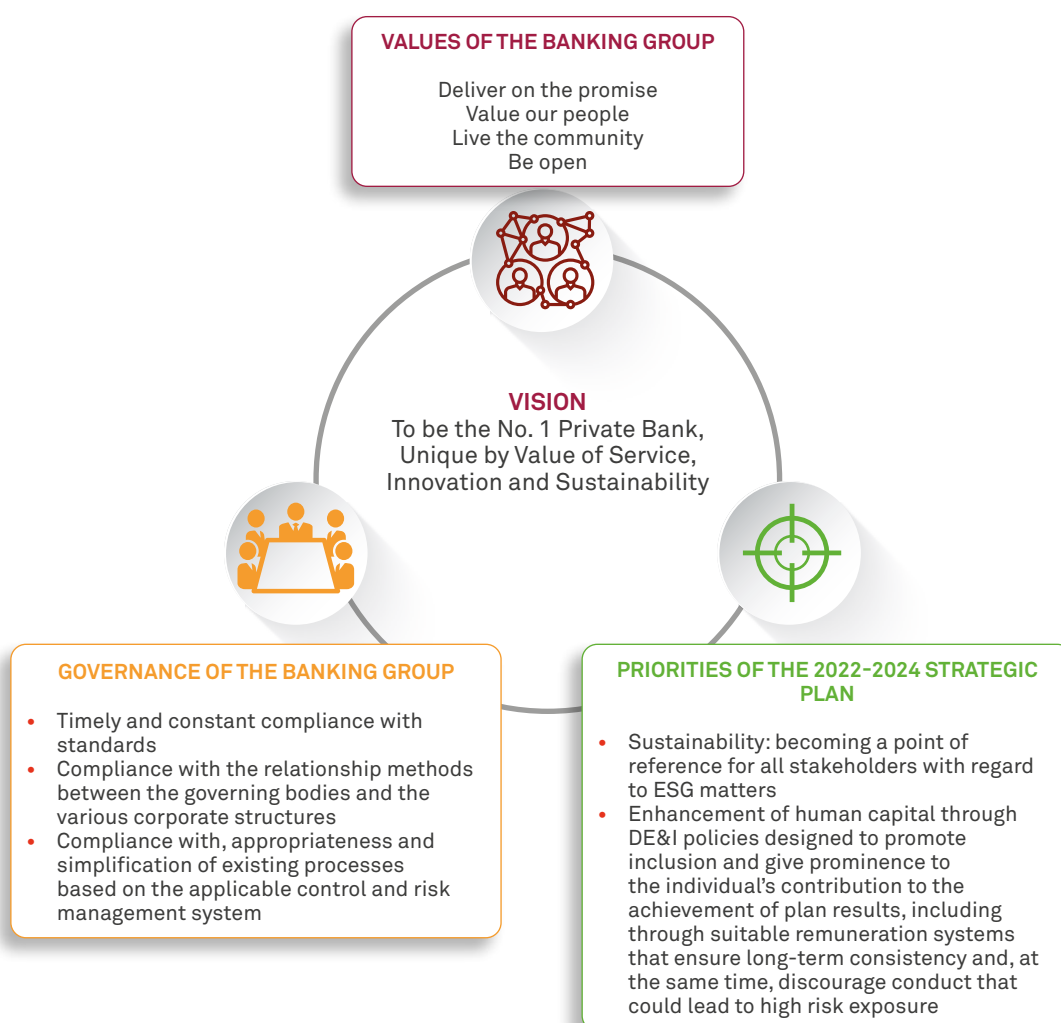 VALUES OF THE BANKING GROUP
Deliver on the promise
Value our people
Live the community
Be open
VISION
To be the No. 1 Private Bank,
Unique by Value of Service,
Innovation and Sustainability
GOVERNANCE OF THE BANKING GROUP
• Timely and constant compliance with
standards
• Compliance with the relationship methods
between the governing bodies and the
various corporate structures
• Compliance with, appropriateness and
simplification of existing processes
based on the applicable control and risk
management system
PRIORITIES OF THE 2022-2024 STRATEGIC
PLAN
• Sustainability: becoming a point of
reference for all stakeholders with regard
to ESG matters
• Enhancement of human capital through
DE&I policies designed to promote
inclusion and give prominence to
the individual's contribution to the
achievement of plan results, including
through suitable remuneration systems
that ensure long-term consistency and, at
the same time, discourage conduct that
could lead to high risk exposure